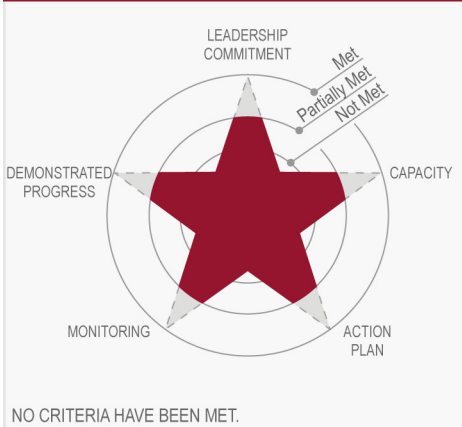 LEADERSHIP
COMMITMENT
Met
Partially Met
Not Met
DEMONSTRATED
PROGRESS
CAPACITY
MONITORING
ACTION
PLAN
NO CRITERIA HAVE BEEN MET.